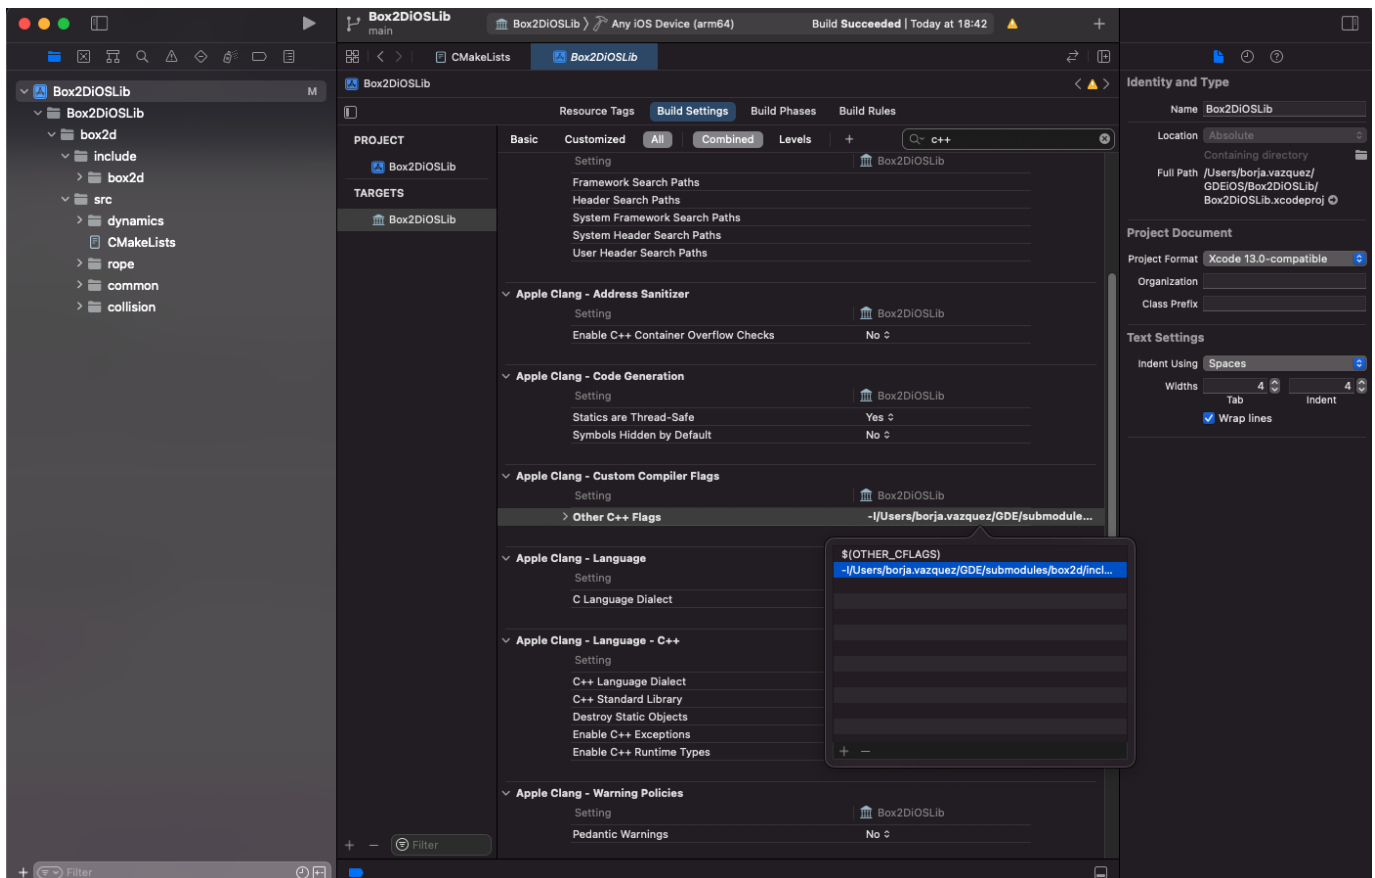 Box2DiOSLib
main
Box2DiOSLib
Any iOS Device (arm64)
Build Succeeded | Today at 18:42
CMakeLists
Box2DiOSLib
Box2DiOSLib
M
Box2DiOSLib
box2d
include
box2d
src
dynamics
CMakeLists
rope
common
collision
Filter
Box2DiOSLib
Resource Tags
Build Settings
Build Phases
Build Rules
PROJECT
Box2DiOSLib
TARGETS
Box2DiOSLib
Filter
Basic
Customized
All
Combined
Levels
+
c++
Setting
Box2DiOSLib
Framework Search Paths
Header Search Paths
System Framework Search Paths
System Header Search Paths
User Header Search Paths
Apple Clang - Address Sanitizer
Setting
Box2DiOSLib
Enable C++ Container Overflow Checks
No
Apple Clang - Code Generation
Setting
Box2DiOSLib
Statics are Thread-Safe
Yes
Symbols Hidden by Default
No
Apple Clang - Custom Compiler Flags
Setting
Box2DiOSLib
Other C++ Flags
-I/Users/borja.vazquez/GDE/submodule...
$(OTHER_CFLAGS)
-I/Users/borja.vazquez/GDE/submodules/box2d/incl...
Apple Clang - Language
Setting
C Language Dialect
Apple Clang - Language - C++
Setting
C++ Language Dialect
C++ Standard Library
Destroy Static Objects
Enable C++ Exceptions
Enable C++ Runtime Types
Apple Clang - Warning Policies
Setting
Box2DiOSLib
Pedantic Warnings
No
Identity and Type
Name
Box2DiOSLib
Location
Absolute
Containing directory
Full Path
/Users/borja.vazquez/
GDEiOS/Box2DiOSLib/
Box2DiOSLib.xcodeproj
Project Document
Project Format
Xcode 13.0-compatible
Organization
Class Prefix
Text Settings
Indent Using
Spaces
Widths
4
4
Tab
Indent
Wrap lines